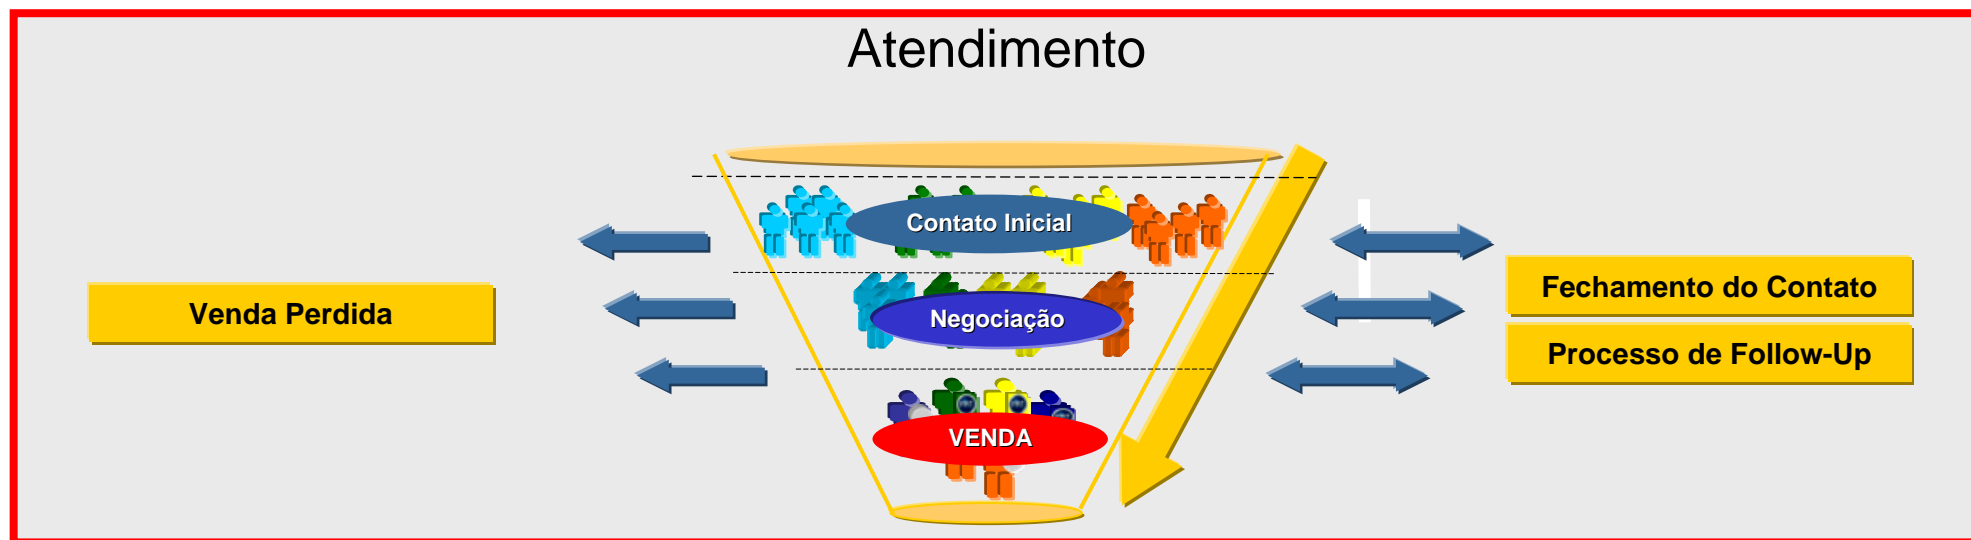 Atendimento
Contato Inicial
Venda Perdida
Negociação
Fechamento do Contato
Processo de Follow-Up
VENDA